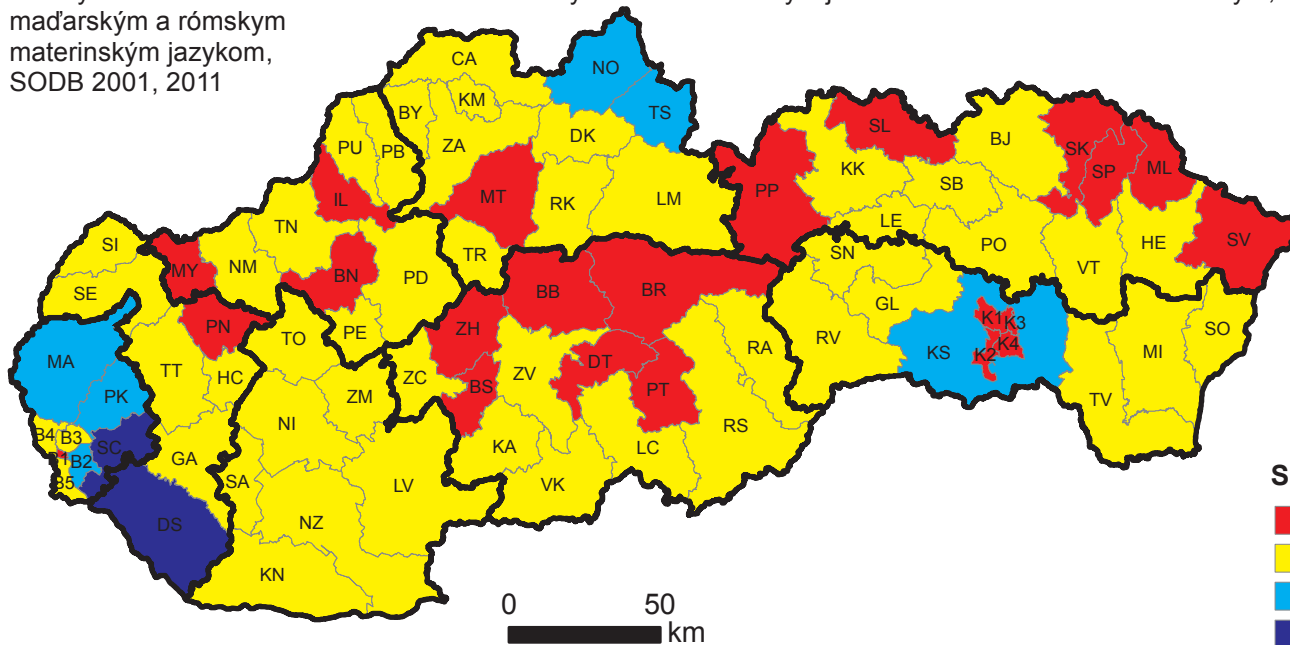 maďarským a rómskym
materinským jazykom,
SODB 2001, 2011
CA
NO
TS
BY
KM
DK
PU
PB
ZA
IL
MT
RK
LM
PP
SL
KK
BJ
SK
SP
ML
SB
LE
PO
VT
HE
SV
SI
SE
MY
NM
TN
BN
PD
TR
PE
PN
TO
BB
BR
SN
GL
RV
KS
K1
K3
K2
K4
TV
MI
SO
MA
PK
TT
HC
ZH
ZC
BS
ZV
DT
PT
RA
RS
B4
B3
B1
B2
B5
SC
GA
DS
SA
NI
ZM
LV
KA
VK
LC
NZ
KN
S
0 50
km